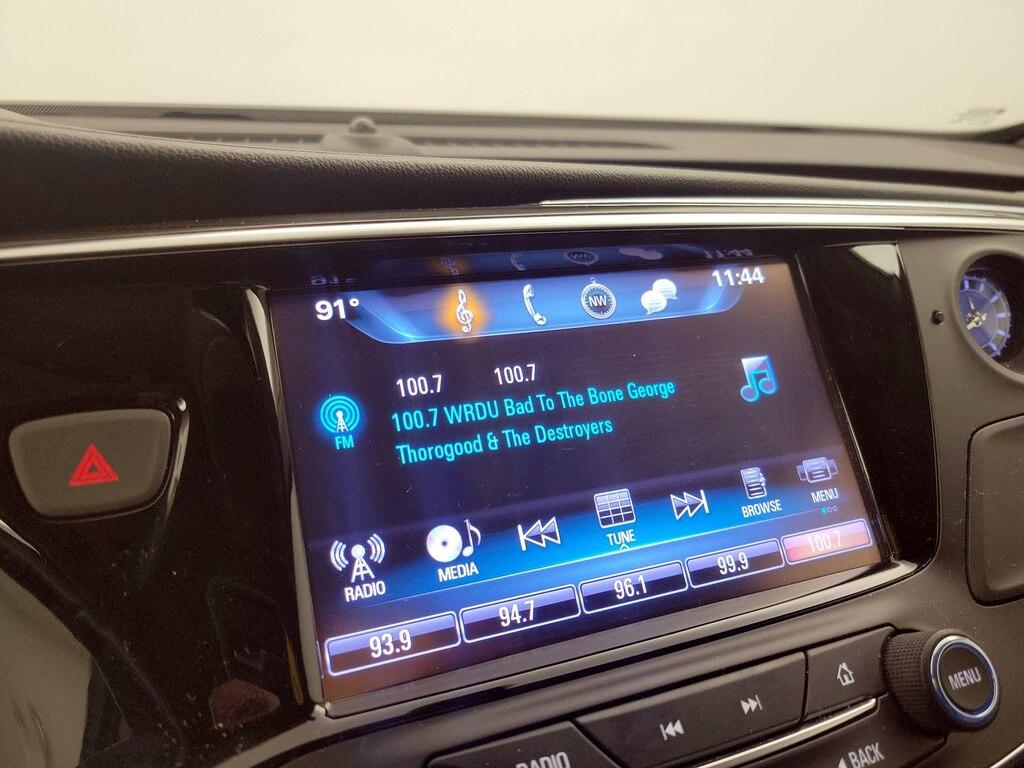 91°
NW
11:44
100.7 100.7
FM
100.7 WRDU Bad To The Bone George
Thorogood & The Destroyers
RADIO
MEDIA
TUNE
BROWSE
MENU
93.9
94.7
96.1
99.9
100.7
MENU
RADIO
BACK